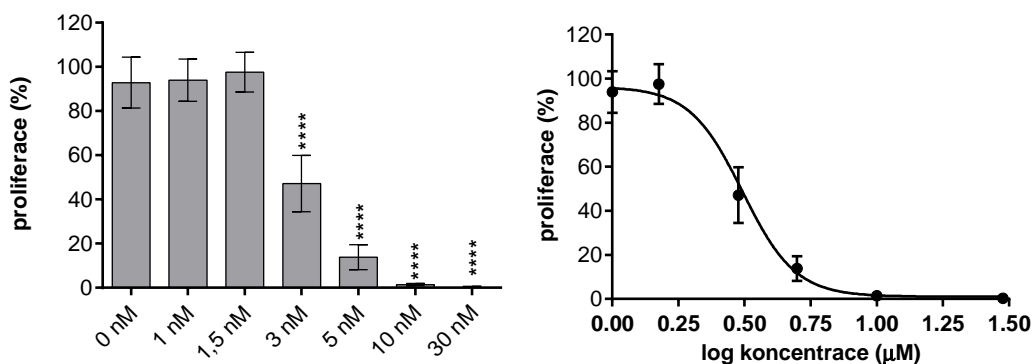 120
100
80
60
40
20
0
proliferace (%)
****
****
****
****
0 nM
1 nM
1,5 nM
3 nM
5 nM
10 nM
30 nM
120
100
80
60
40
20
0
proliferace (%)
0.00 0.25 0.50 0.75 1.00 1.25 1.50
log koncentrace (μM)